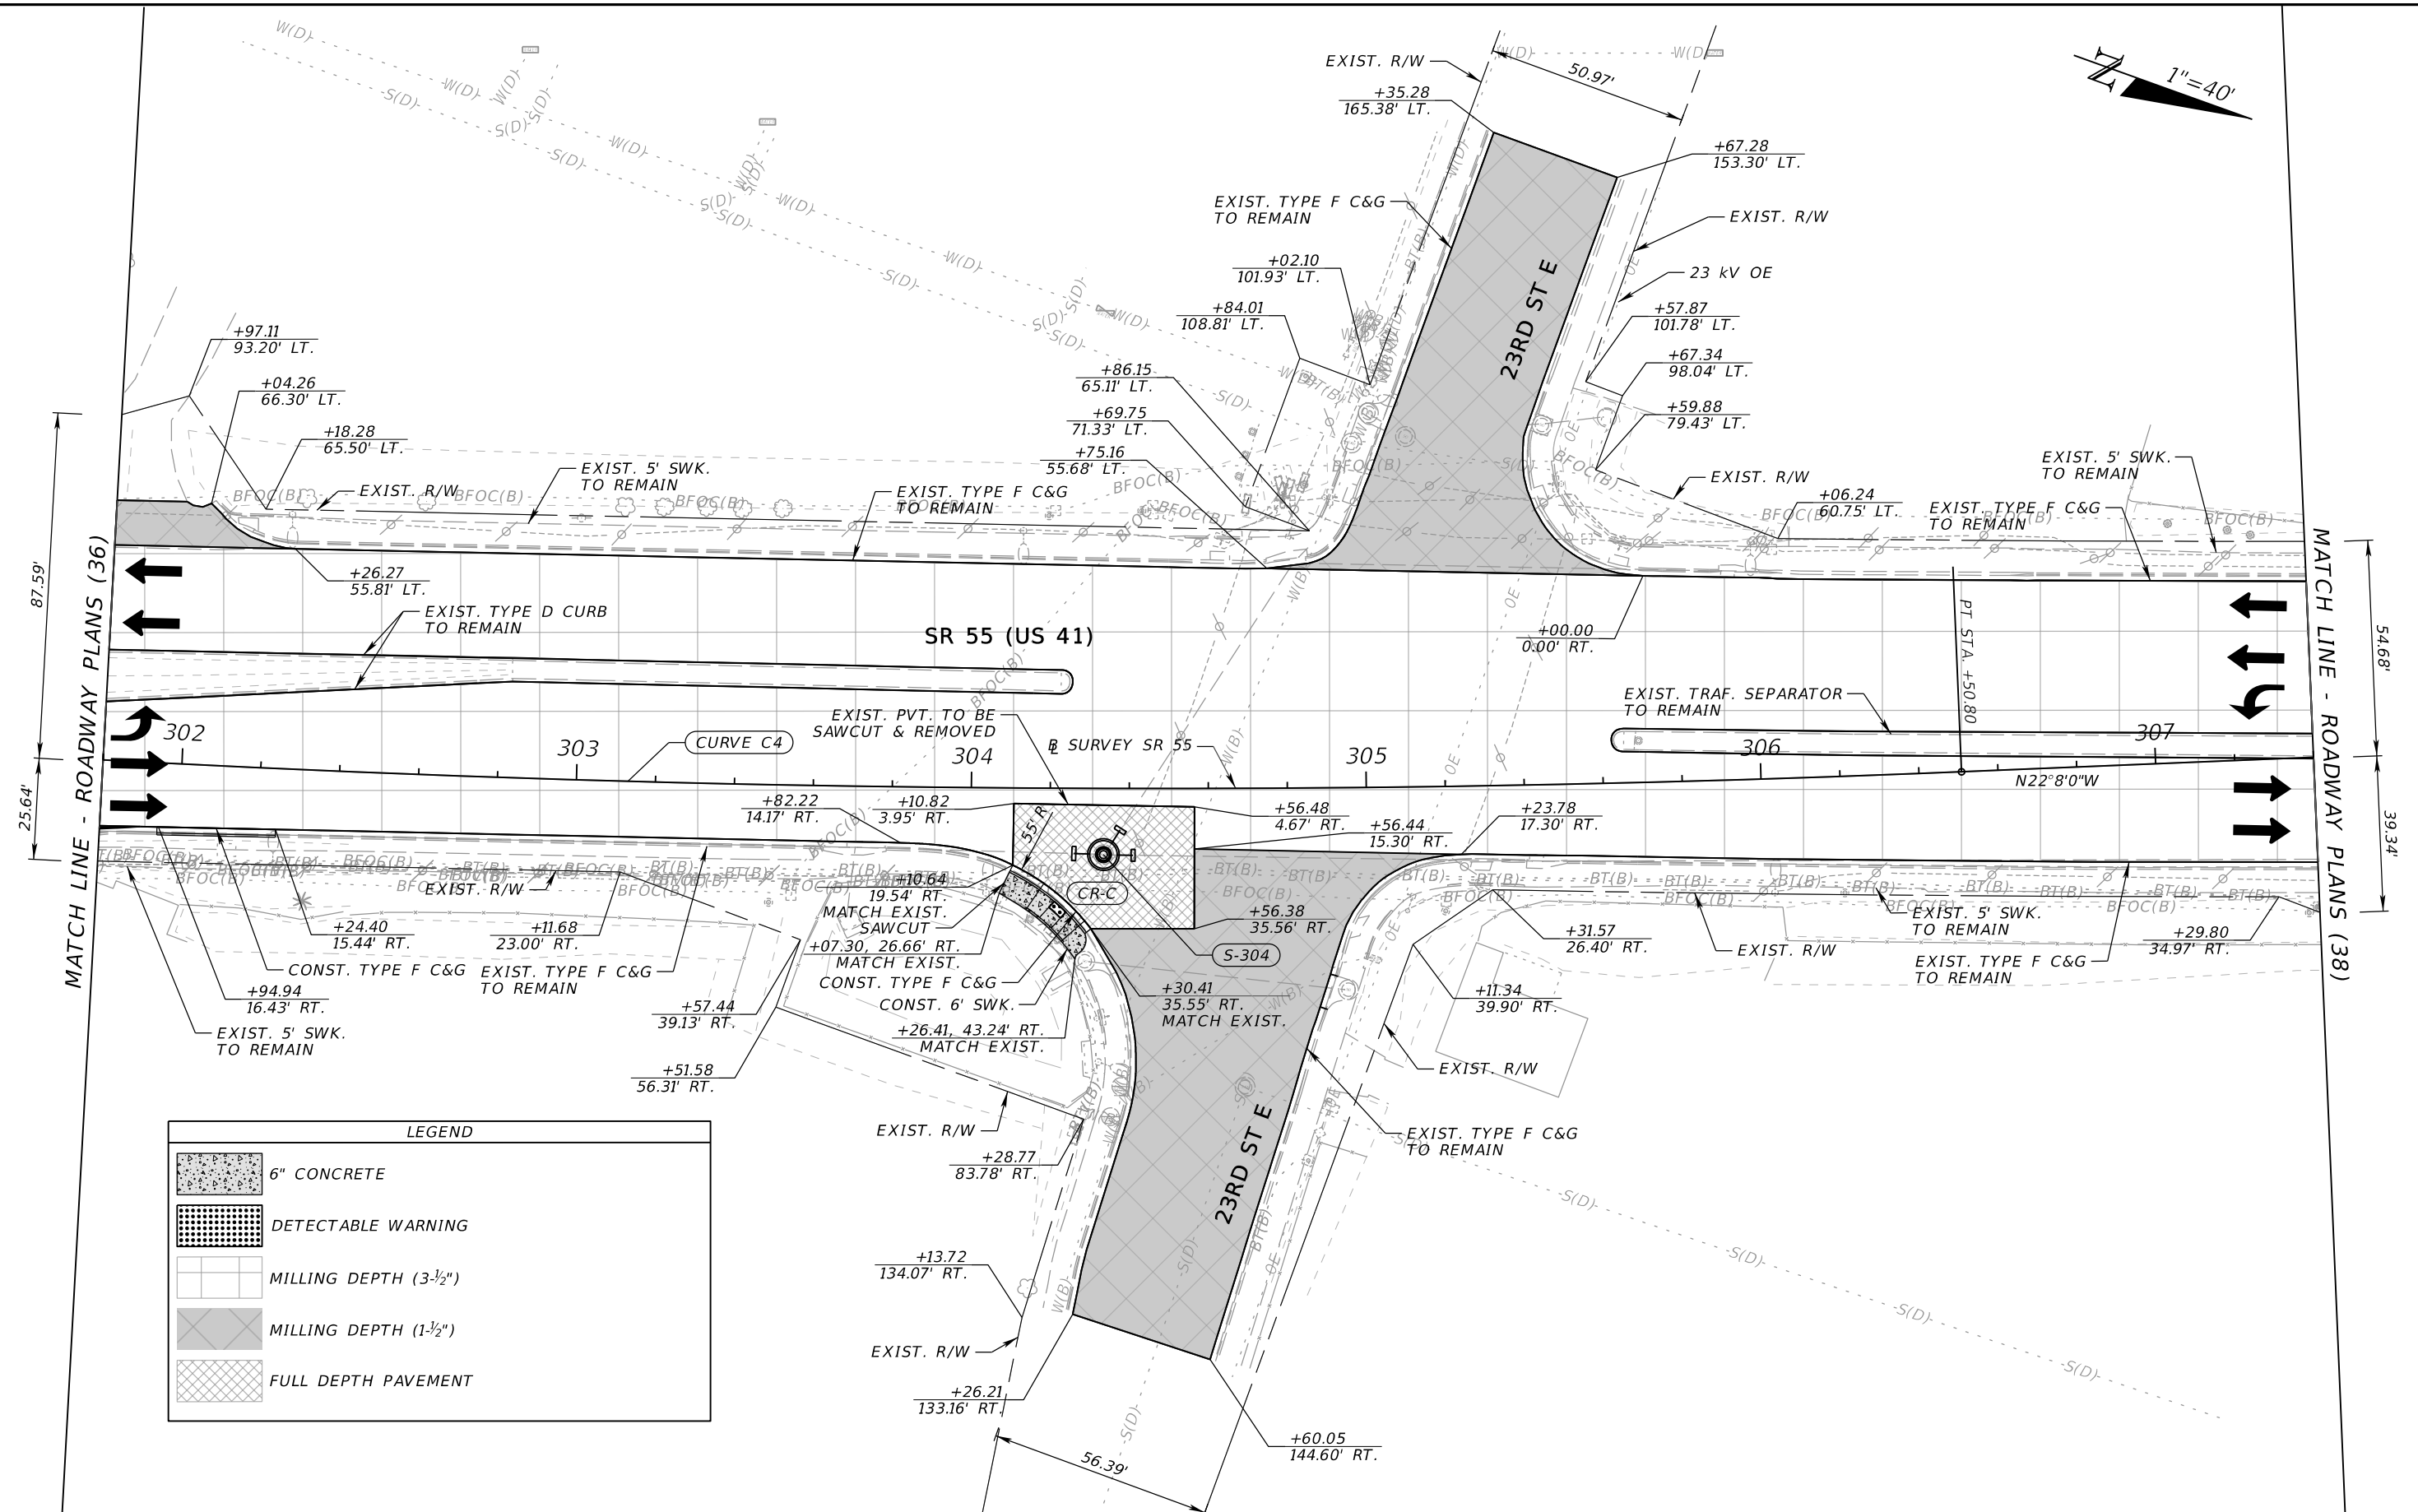 1"=40'
EXIST. R/W
50.97'
+35.28
165.38' LT.
+67.28
153.30' LT.
EXIST. TYPE F C&G
TO REMAIN
EXIST. R/W
+02.10
101.93' LT.
23 kV OE
+84.01
108.81' LT.
+57.87
101.78' LT.
23RD ST E
+97.11
93.20' LT.
+67.34
98.04' LT.
+04.26
66.30' LT.
+86.15
65.11' LT.
+59.88
79.43' LT.
+69.75
71.33' LT.
+18.28
65.50' LT.
+75.16
55.68' LT.
EXIST. 5' SWK.
TO REMAIN
EXIST. R/W
EXIST. TYPE F C&G
TO REMAIN
EXIST. R/W
+06.24
60.75' LT.
EXIST. TYPE F C&G
TO REMAIN
EXIST. 5' SWK.
TO REMAIN
W(D)
S(D)
BFOC(B)
BT(B)
W(B)
OE
87.59'
25.64'
MATCH LINE - ROADWAY PLANS (36)
+26.27
55.81' LT.
EXIST. TYPE D CURB
TO REMAIN
SR 55 (US 41)
+00.00
0.00' RT.
PT STA. +50.80
MATCH LINE - ROADWAY PLANS (38)
54.68'
39.34'
EXIST. TRAF. SEPARATOR
TO REMAIN
EXIST. PVT. TO BE
SAWCUT & REMOVED
CURVE C4
BL SURVEY SR 55
302
303
304
305
306
307
N22°8'0"W
+82.22
14.17' RT.
+10.82
3.95' RT.
55' R
+56.48
4.67' RT.
+56.44
15.30' RT.
+23.78
17.30' RT.
EXIST. R/W
+10.64
19.54' RT.
MATCH EXIST.
SAWCUT
CR-C
+07.30, 26.66' RT.
MATCH EXIST.
+56.38
35.56' RT.
S-304
CONST. TYPE F C&G
CONST. 6' SWK.
+26.41, 43.24' RT.
MATCH EXIST.
+30.41
35.55' RT.
MATCH EXIST.
+24.40
15.44' RT.
+11.68
23.00' RT.
CONST. TYPE F C&G
EXIST. TYPE F C&G
TO REMAIN
+94.94
16.43' RT.
EXIST. 5' SWK.
TO REMAIN
+57.44
39.13' RT.
+51.58
56.31' RT.
+31.57
26.40' RT.
EXIST. R/W
EXIST. 5' SWK.
TO REMAIN
+29.80
34.97' RT.
EXIST. TYPE F C&G
TO REMAIN
+11.34
39.90' RT.
EXIST. R/W
EXIST. TYPE F C&G
TO REMAIN
EXIST. R/W
+28.77
83.78' RT.
23RD ST E
+13.72
134.07' RT.
EXIST. R/W
+26.21
133.16' RT.
+60.05
144.60' RT.
56.39'
LEGEND
6" CONCRETE
DETECTABLE WARNING
MILLING DEPTH (3-½")
MILLING DEPTH (1-½")
FULL DEPTH PAVEMENT